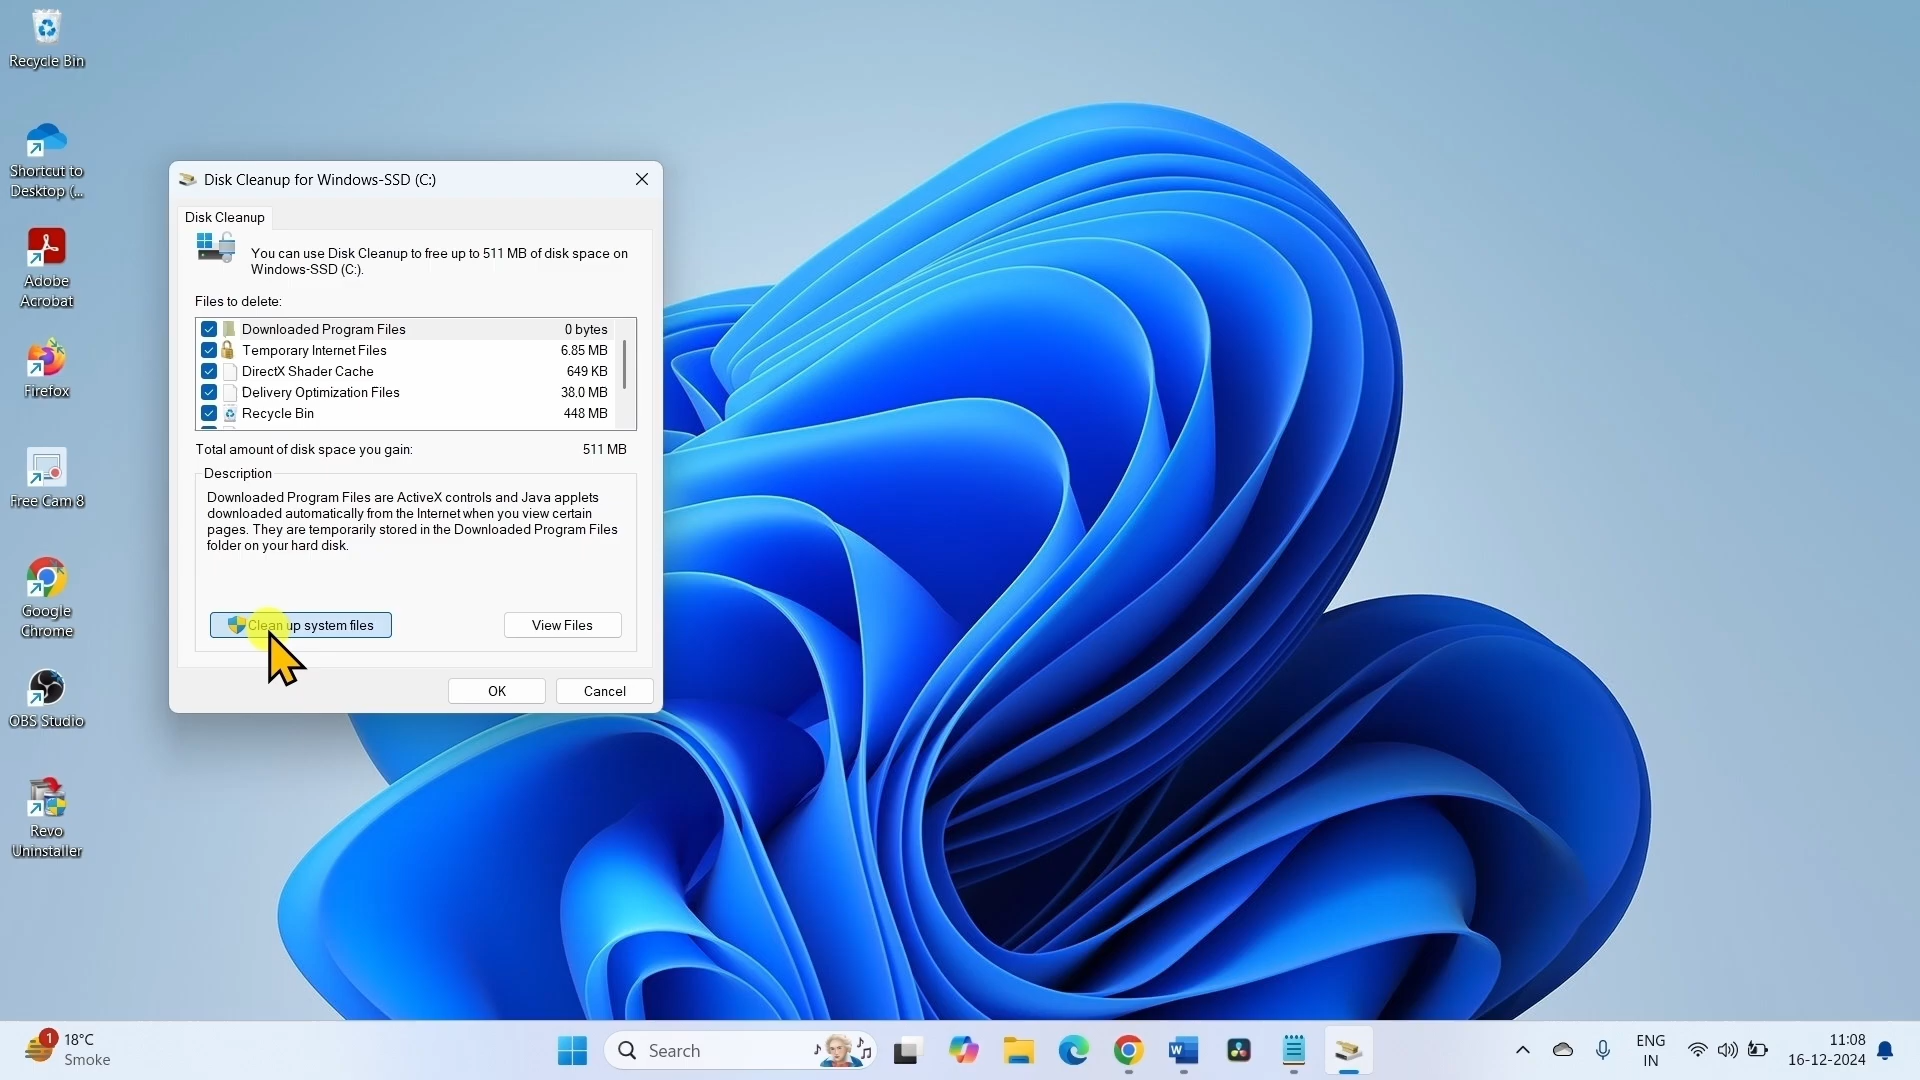 Recycle Bin
Shortcut to
Desktop (...
Adobe
Acrobat
Firefox
Free Cam 8
Google
Chrome
OBS Studio
Revo
Uninstaller
Disk Cleanup for Windows-SSD (C:)
Disk Cleanup
You can use Disk Cleanup to free up to 511 MB of disk space on
Windows-SSD (C:).
Files to delete:
Downloaded Program Files 0 bytes
Temporary Internet Files 6.85 MB
DirectX Shader Cache 649 KB
Delivery Optimization Files 38.0 MB
Recycle Bin 448 MB
Total amount of disk space you gain: 511 MB
Description
Downloaded Program Files are ActiveX controls and Java applets
downloaded automatically from the Internet when you view certain
pages. They are temporarily stored in the Downloaded Program Files
folder on your hard disk.
Clean up system files View Files
OK Cancel
1
18°C
Smoke
Search
W
ENG
IN
11:08
16-12-2024